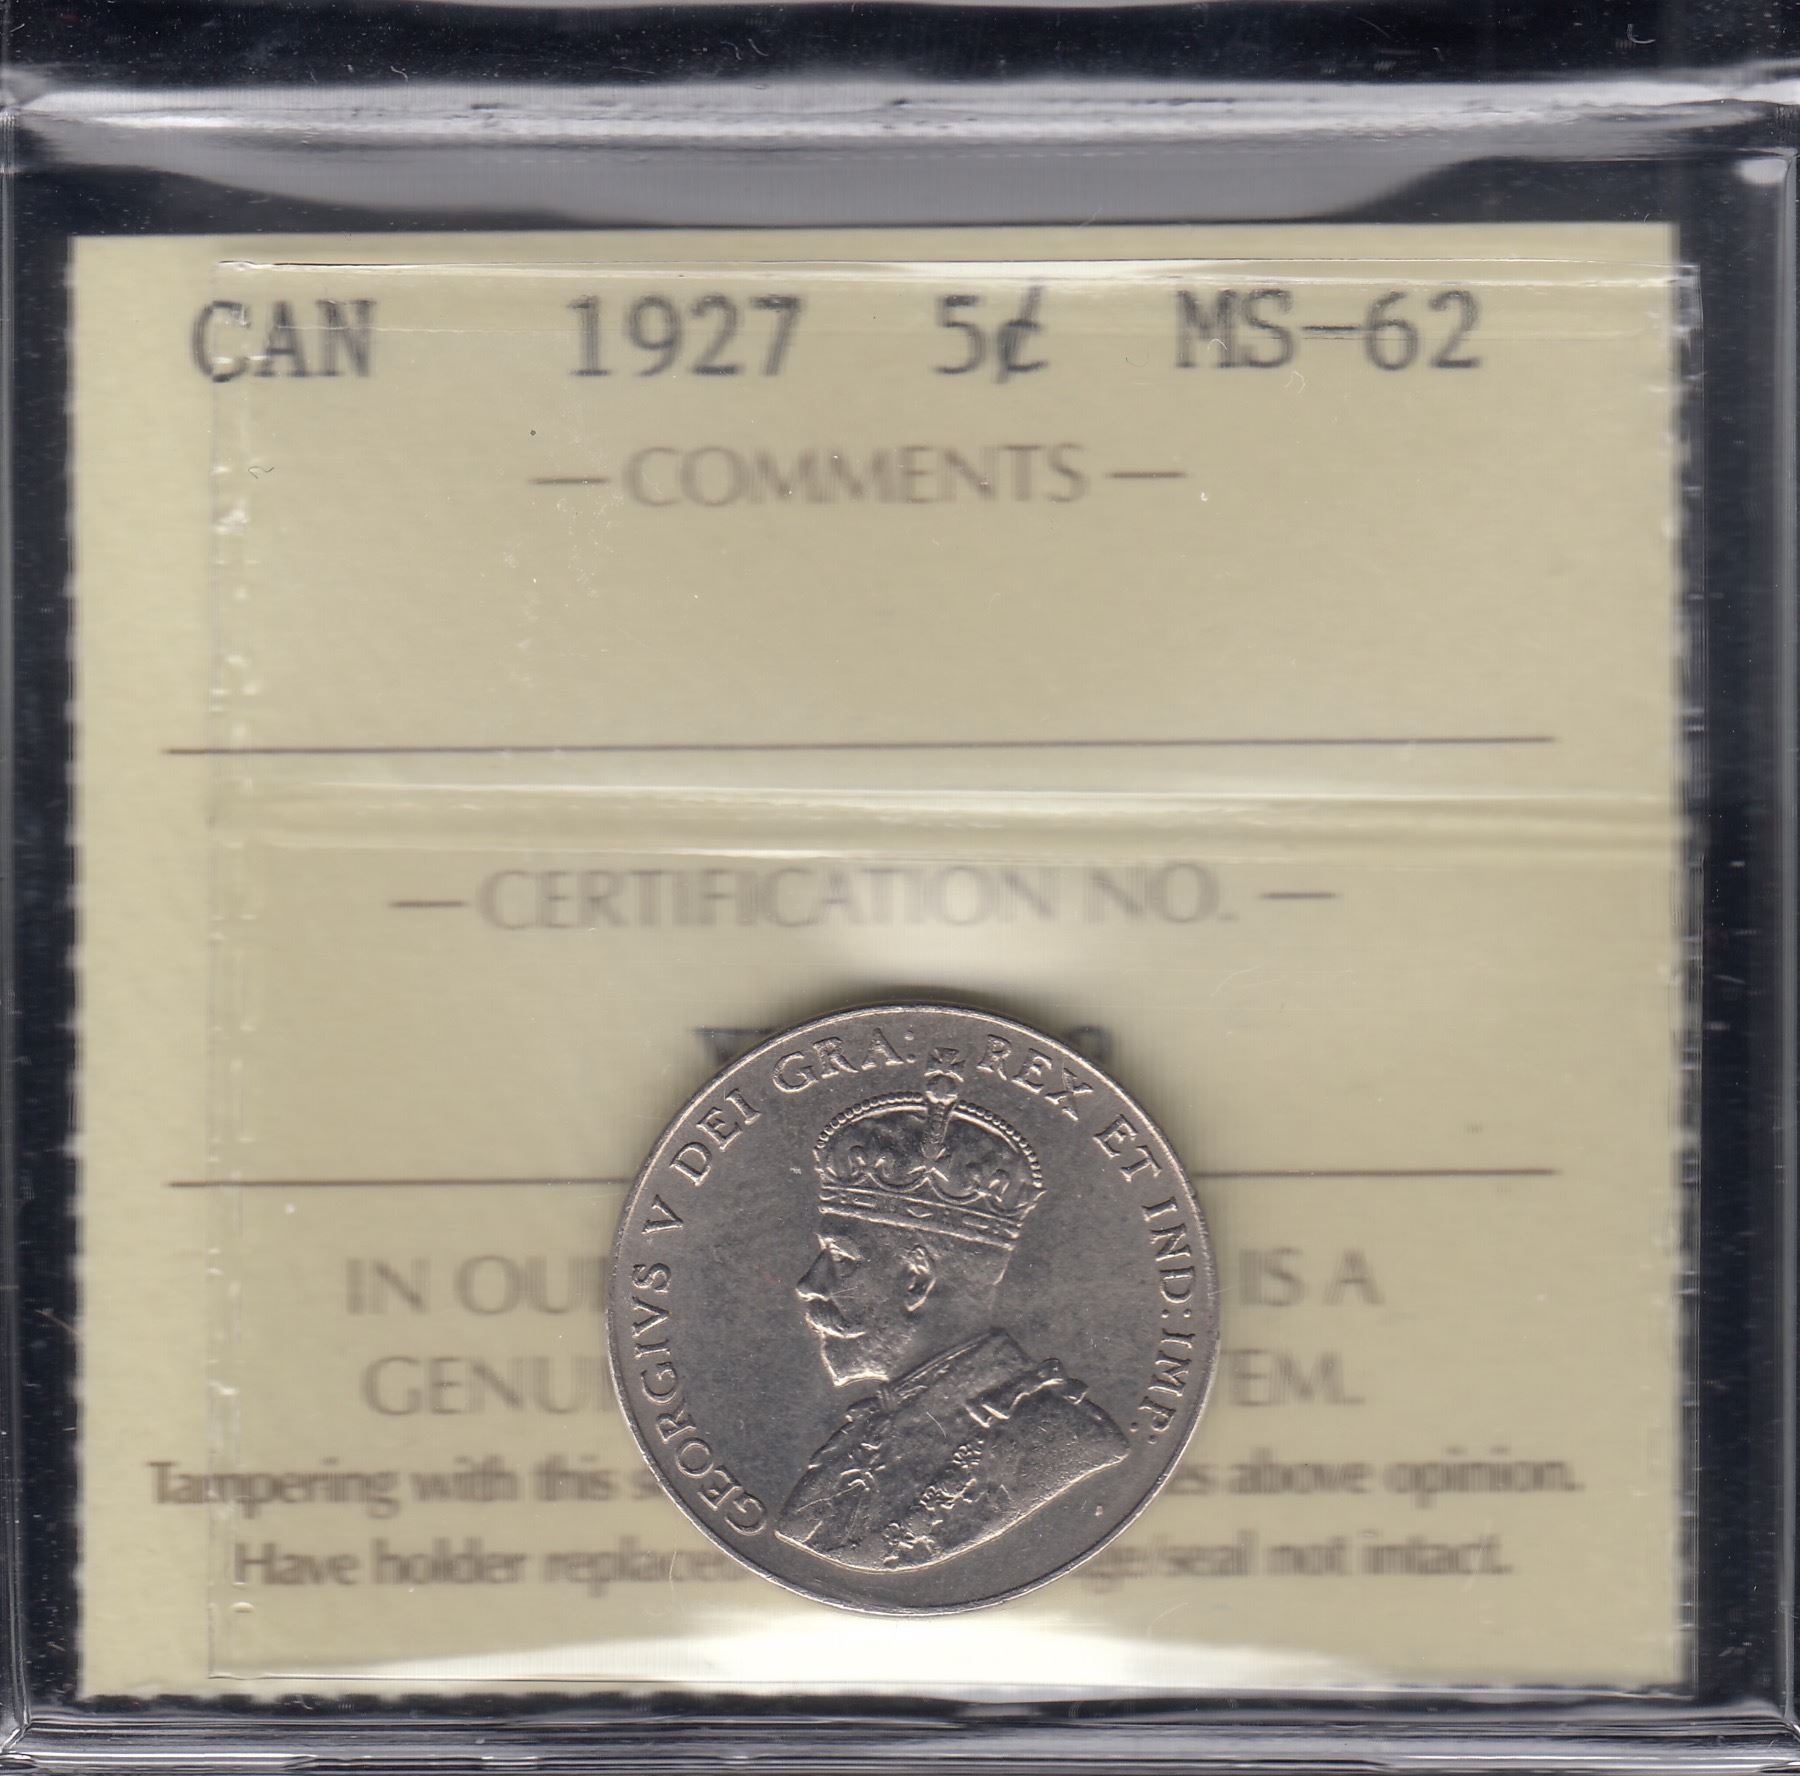 CAN 1927 5¢ MS-62
— COMMENTS —
— CERTIFICATION NO. —
GEORGIVS V DEI GRA: REX ET IND: IMP:
IN OU IS A
GENU EM.
Tampering with this s es above opinion.
Have holder replaced ge/seal not intact.